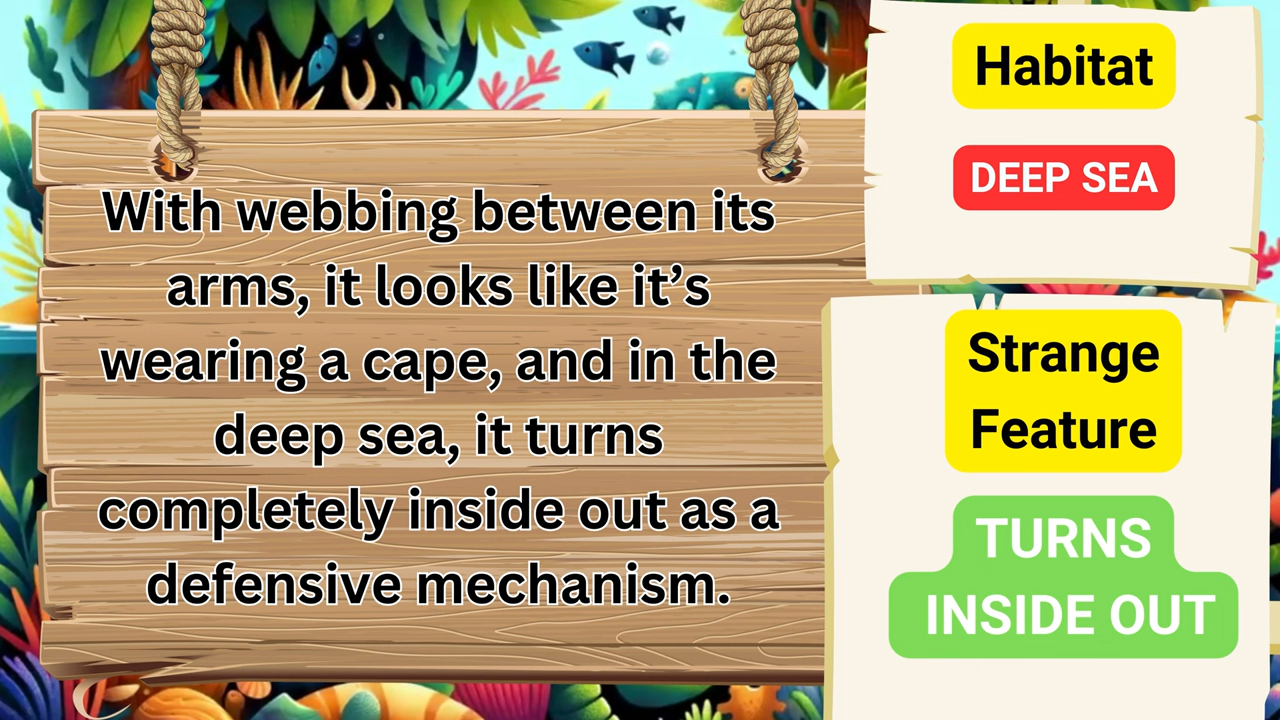 With webbing between its
arms, it looks like it’s
wearing a cape, and in the
deep sea, it turns
completely inside out as a
defensive mechanism.
Habitat
DEEP SEA
Strange
Feature
TURNS
INSIDE OUT